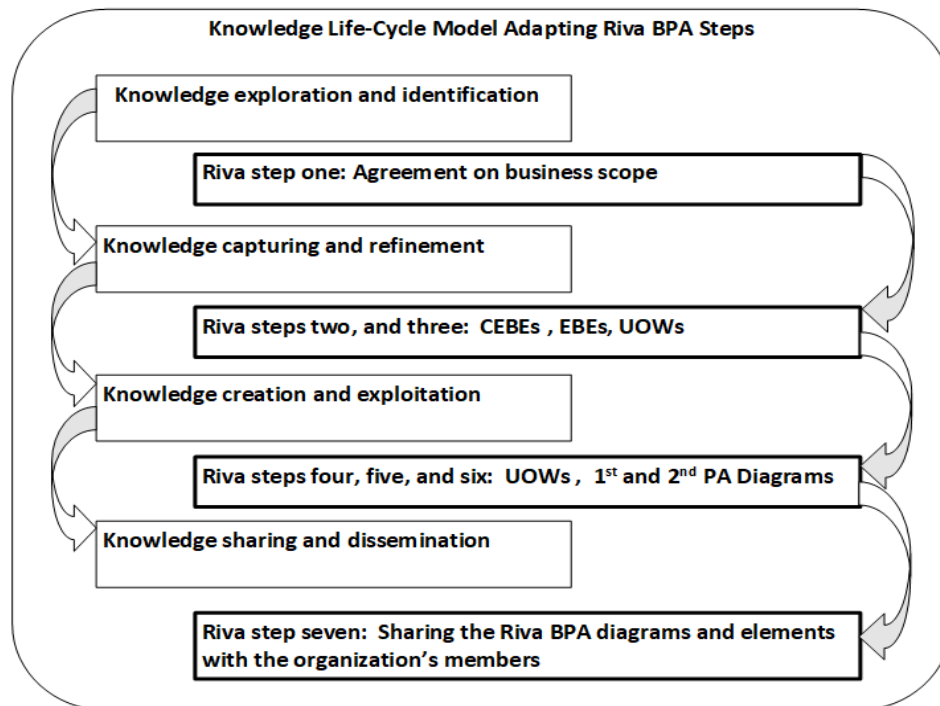 Knowledge Life-Cycle Model Adapting Riva BPA Steps
Knowledge exploration and identification
Riva step one: Agreement on business scope
Knowledge capturing and refinement
Riva steps two, and three:  CEBEs , EBEs, UOWs
Knowledge creation and exploitation
Riva steps four, five, and six:  UOWs ,  1st and 2nd PA Diagrams
Knowledge sharing and dissemination
Riva step seven:  Sharing the Riva BPA diagrams and elements
with the organization’s members